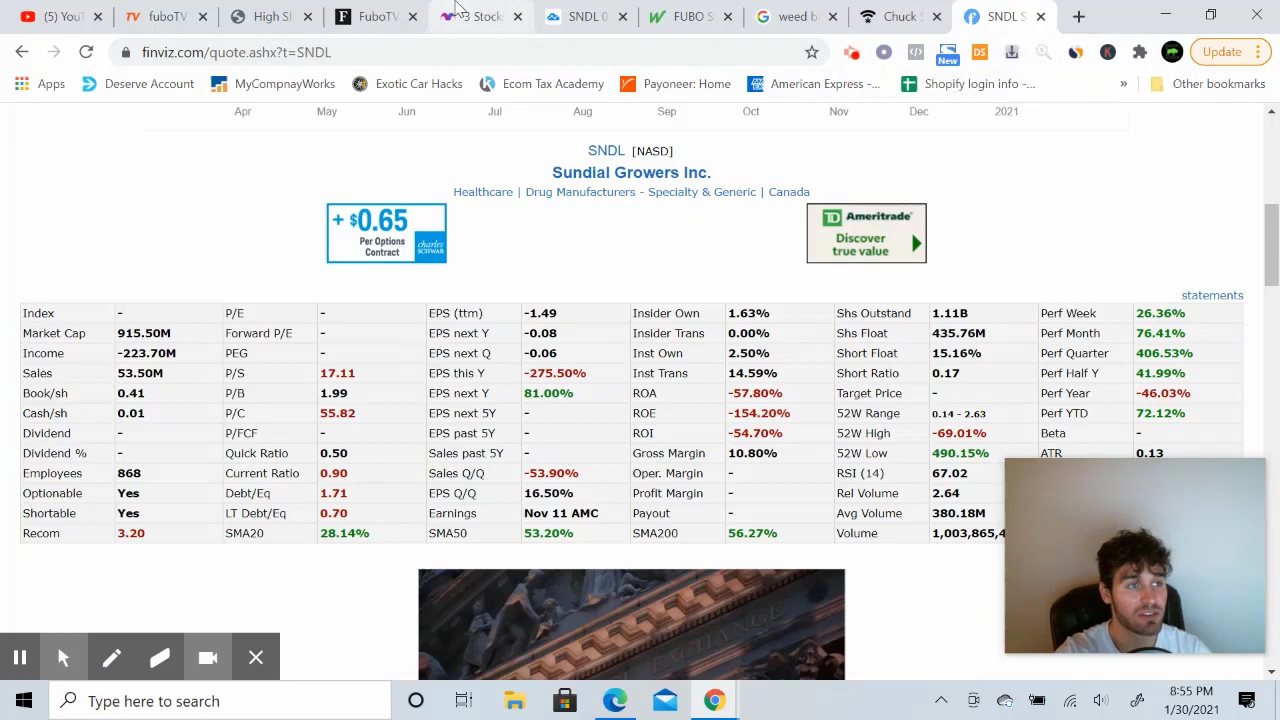 (5) You
fuboTV
High
FuboTV
Stock
SNDL 0
FUBO S
weed b
Chuck S
SNDL S
finviz.com/quote.ashx?t=SNDL
New
DS
K
Update
Apps
Deserve Account
MyCompnayWorks
Exotic Car Hacks
Ecom Tax Academy
Payoneer: Home
American Express -...
Shopify login info -...
»
Other bookmarks
Apr May Jun Jul Aug Sep Oct Nov Dec 2021
SNDL [NASD]
Sundial Growers Inc.
Healthcare | Drug Manufacturers - Specialty & Generic | Canada
+ $0.65
Per Options
Contract
charles
SCHWAB
TD Ameritrade
Discover
true value
statements
Index - P/E - EPS (ttm) -1.49 Insider Own 1.63% Shs Outstand 1.11B Perf Week 26.36%
Market Cap 915.50M Forward P/E - EPS next Y -0.08 Insider Trans 0.00% Shs Float 435.76M Perf Month 76.41%
Income -223.70M PEG - EPS next Q -0.06 Inst Own 2.50% Short Float 15.16% Perf Quarter 406.53%
Sales 53.50M P/S 17.11 EPS this Y -275.50% Inst Trans 14.59% Short Ratio 0.17 Perf Half Y 41.99%
Book/sh 0.41 P/B 1.99 EPS next Y 81.00% ROA -57.80% Target Price - Perf Year -46.03%
Cash/sh 0.01 P/C 55.82 EPS next 5Y - ROE -154.20% 52W Range 0.14 - 2.63 Perf YTD 72.12%
Dividend - P/FCF - EPS past 5Y - ROI -54.70% 52W High -69.01% Beta -
Dividend % - Quick Ratio 0.50 Sales past 5Y - Gross Margin 10.80% 52W Low 490.15% ATR 0.13
Employees 868 Current Ratio 0.90 Sales Q/Q -53.90% Oper. Margin - RSI (14) 67.02
Optionable Yes Debt/Eq 1.71 EPS Q/Q 16.50% Profit Margin - Rel Volume 2.64
Shortable Yes LT Debt/Eq 0.70 Earnings Nov 11 AMC Payout - Avg Volume 380.18M
Recom 3.20 SMA20 28.14% SMA50 53.20% SMA200 56.27% Volume 1,003,865,4
EXCHANGE
Type here to search
8:55 PM
1/30/2021